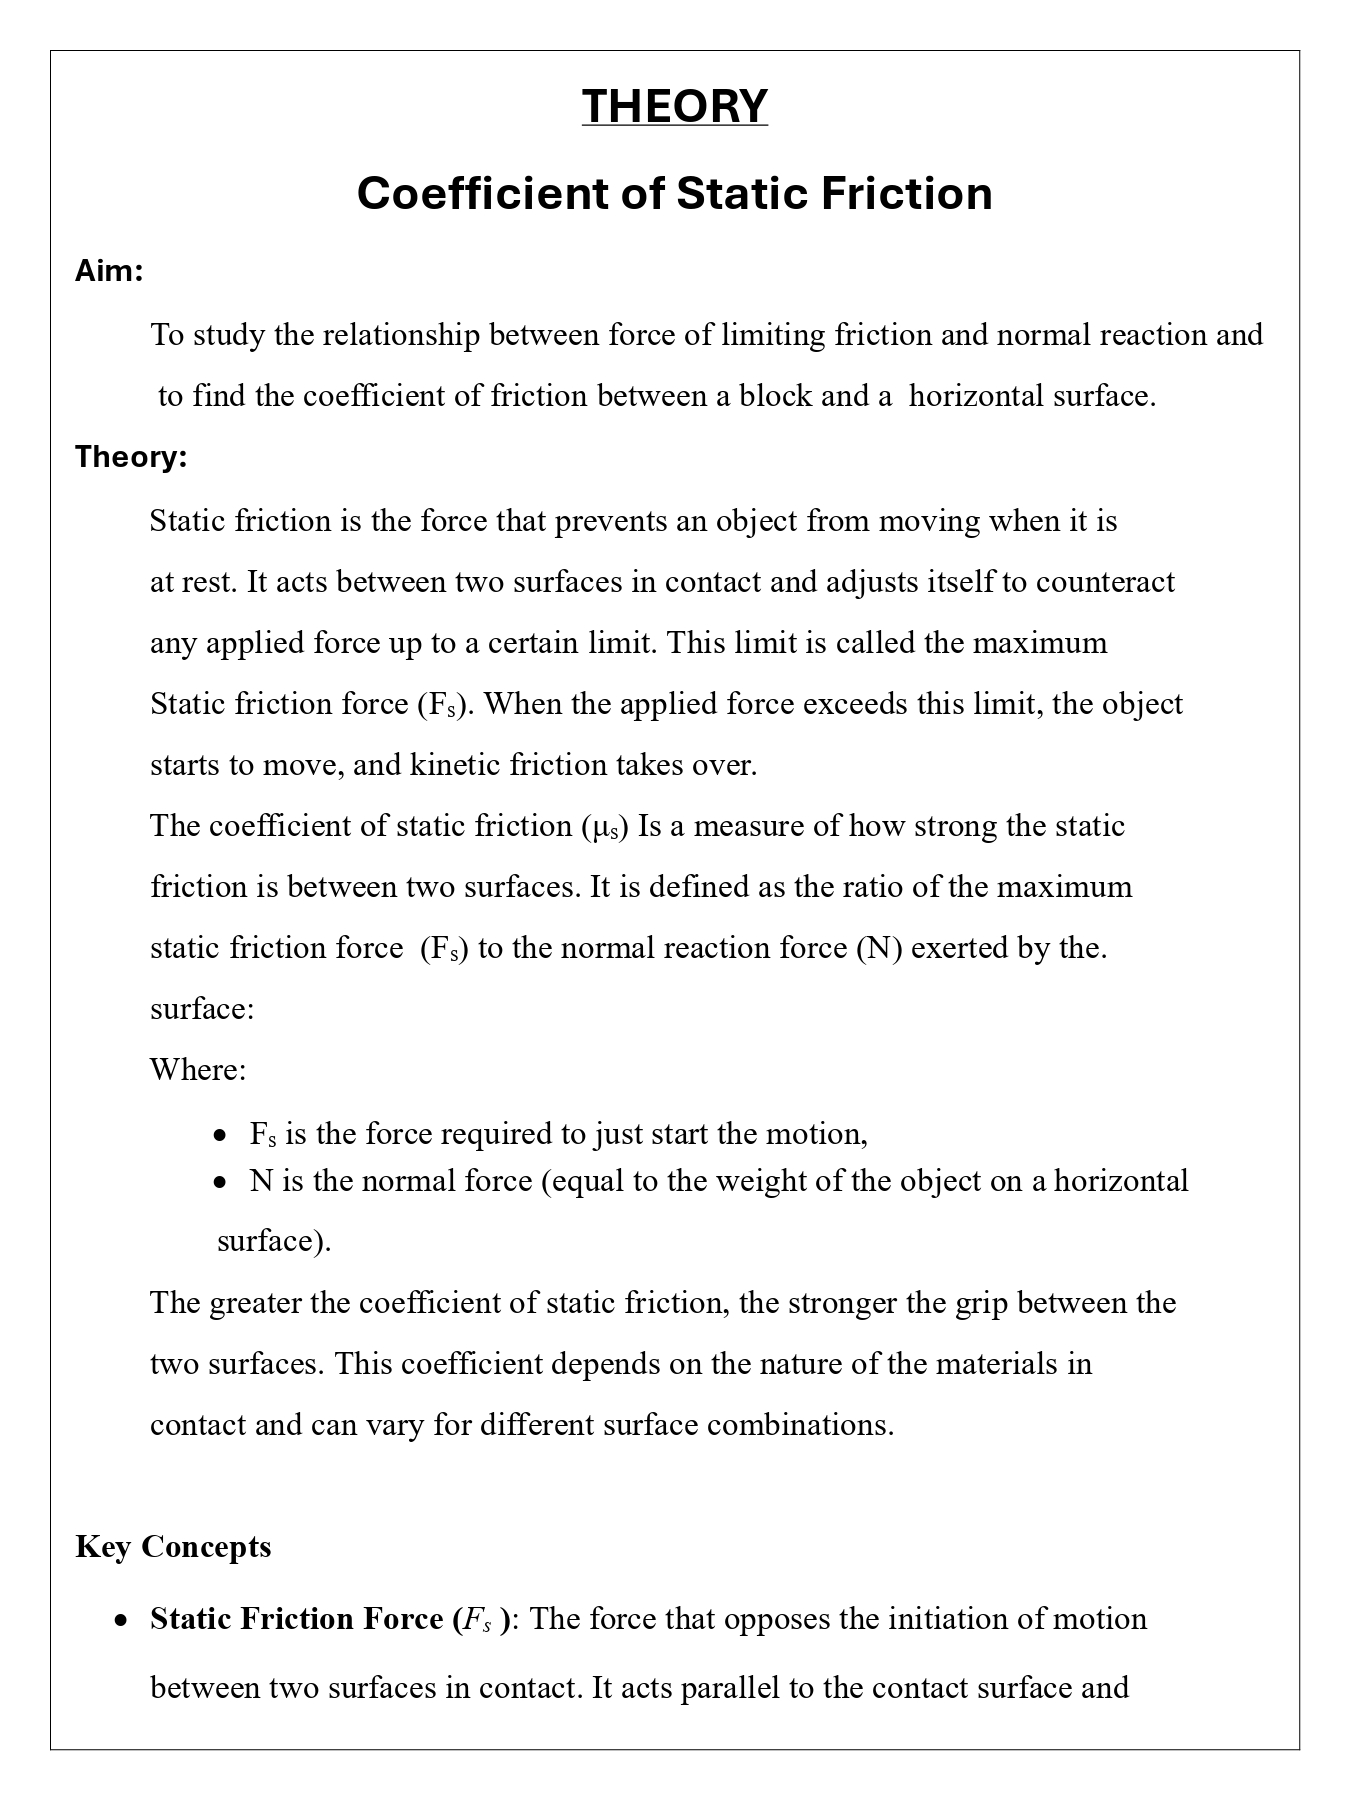 THEORY
Coefficient of Static Friction
Aim:
To study the relationship between force of limiting friction and normal reaction and
to find the coefficient of friction between a block and a  horizontal surface.
Theory:
Static friction is the force that prevents an object from moving when it is
at rest. It acts between two surfaces in contact and adjusts itself to counteract
any applied force up to a certain limit. This limit is called the maximum
Static friction force (Fₛ). When the applied force exceeds this limit, the object
starts to move, and kinetic friction takes over.
The coefficient of static friction (μₛ) Is a measure of how strong the static
friction is between two surfaces. It is defined as the ratio of the maximum
static friction force  (Fₛ) to the normal reaction force (N) exerted by the.
surface:
Where:
• Fₛ is the force required to just start the motion,
• N is the normal force (equal to the weight of the object on a horizontal
surface).
The greater the coefficient of static friction, the stronger the grip between the
two surfaces. This coefficient depends on the nature of the materials in
contact and can vary for different surface combinations.
Key Concepts
• Static Friction Force (Fₛ ): The force that opposes the initiation of motion
between two surfaces in contact. It acts parallel to the contact surface and